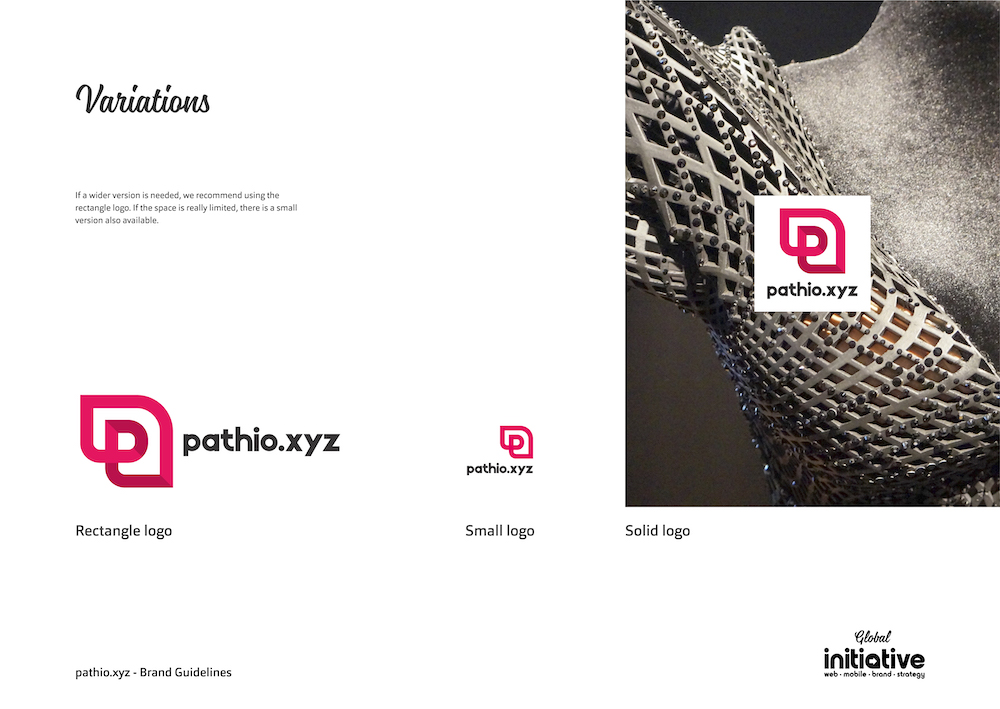 Variations
If a wider version is needed, we recommend using the
rectangle logo. If the space is really limited, there is a small
version also available.
pathio.xyz
pathio.xyz
pathio.xyz
Rectangle logo
Small logo
Solid logo
pathio.xyz - Brand Guidelines
Global
initiative
web · mobile · brand · strategy